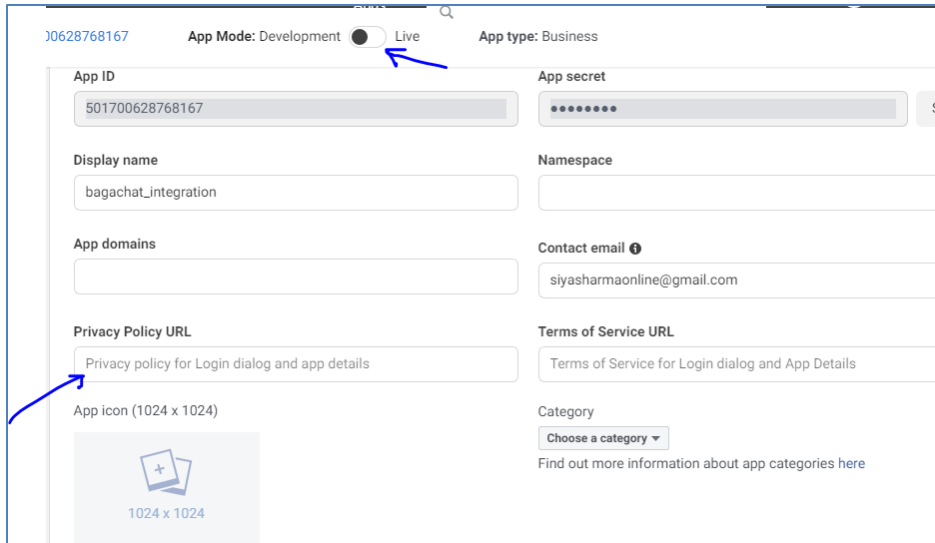 00628768167 App Mode: Development Live App type: Business
App ID App secret
501700628768167 ●●●●●●●● S
Display name Namespace
bagachat_integration
App domains Contact email
siyasharmaonline@gmail.com
Privacy Policy URL Terms of Service URL
Privacy policy for Login dialog and app details Terms of Service for Login dialog and App Details
App icon (1024 x 1024) Category
Choose a category
Find out more information about app categories here
1024 x 1024